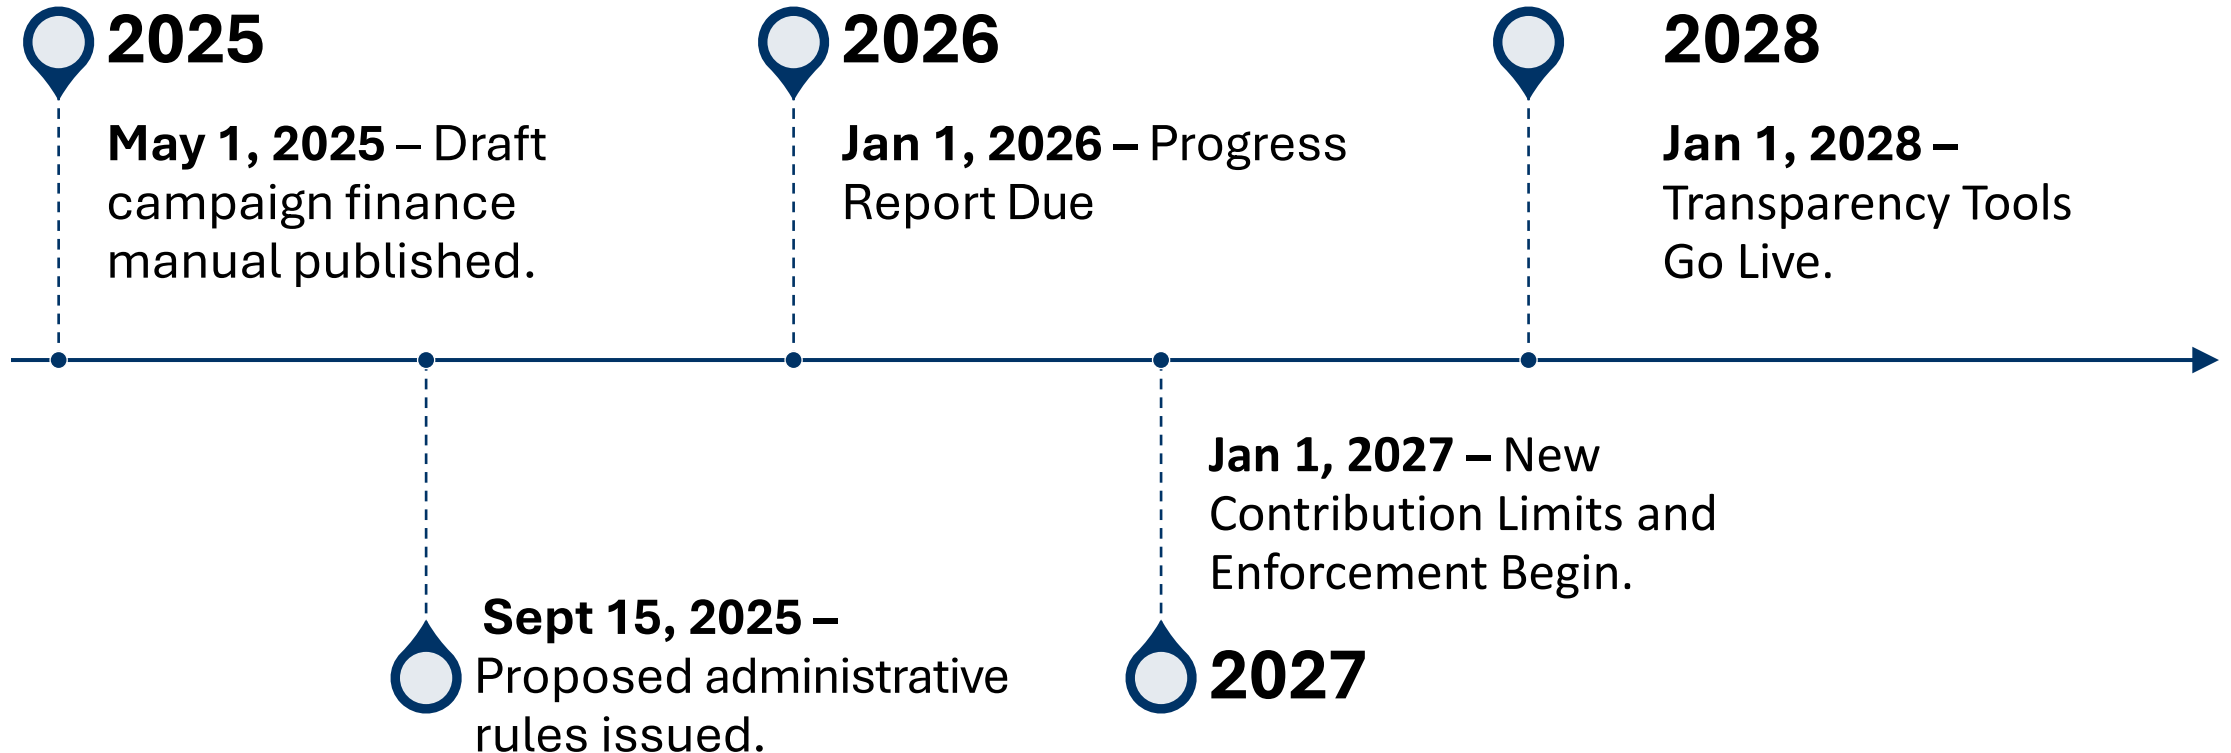 2025
May 1, 2025 – Draft
campaign finance
manual published.
Sept 15, 2025 –
Proposed administrative
rules issued.
2026
Jan 1, 2026 – Progress
Report Due
Jan 1, 2027 – New
Contribution Limits and
Enforcement Begin.
2027
2028
Jan 1, 2028 –
Transparency Tools
Go Live.